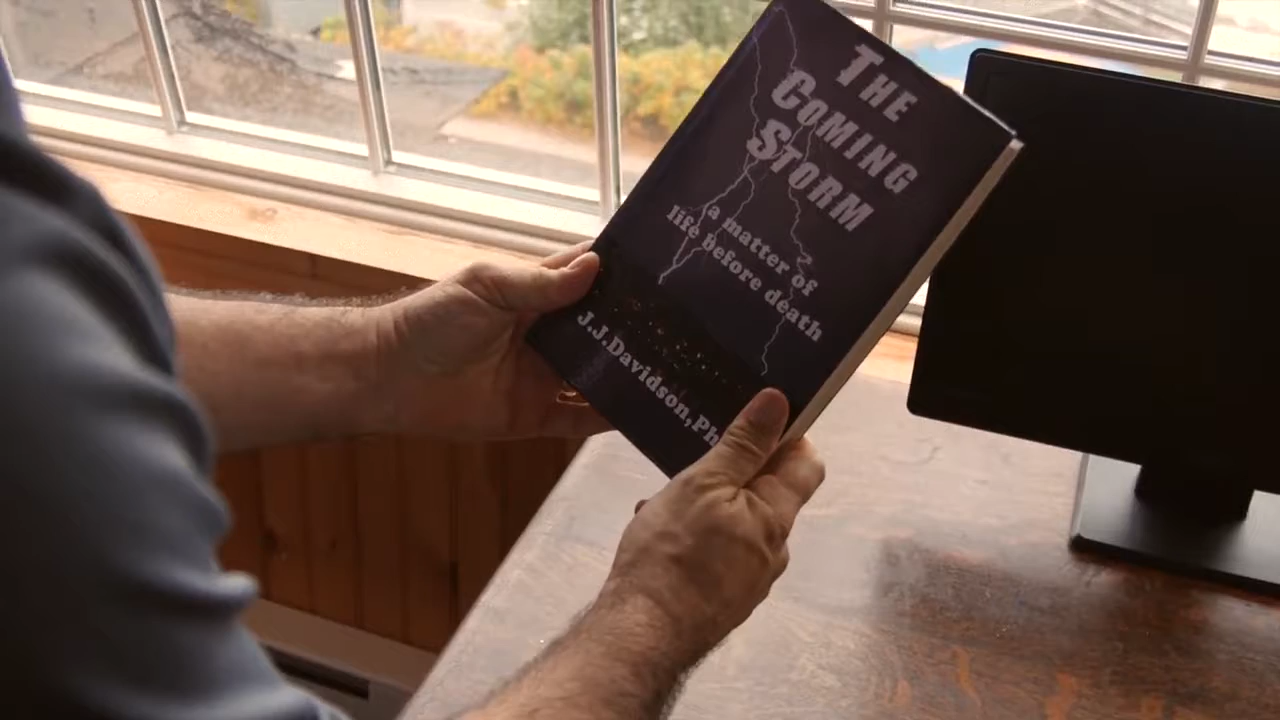 THE
COMING
STORM
a matter of
life before death
J.J.Davidson,Ph